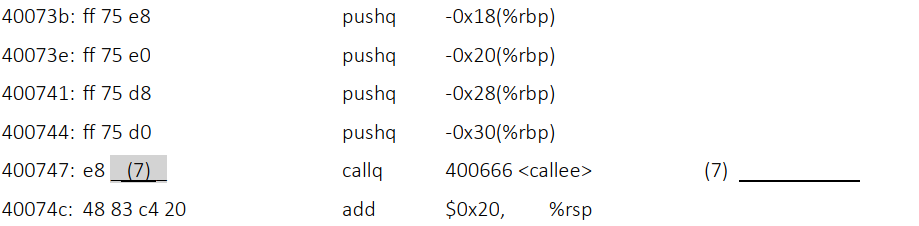 40073b: ff 75 e8 pushq -0x18(%rbp)
40073e: ff 75 e0 pushq -0x20(%rbp)
400741: ff 75 d8 pushq -0x28(%rbp)
400744: ff 75 d0 pushq -0x30(%rbp)
400747: e8 __(7)__ callq 400666 <callee> (7) ____________
40074c: 48 83 c4 20 add $0x20, %rsp